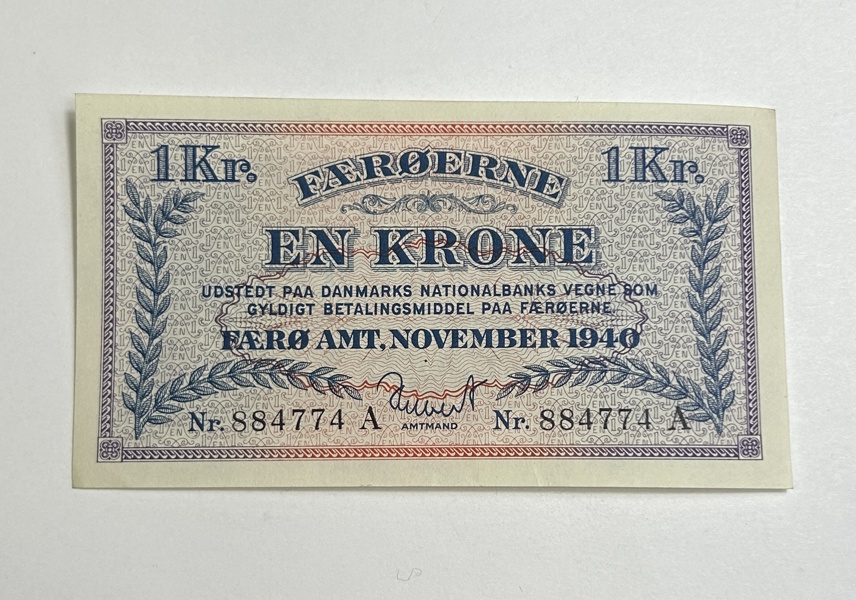 1 Kr. FÆRØERNE 1 Kr.
EN KRONE
UDSTEDT PAA DANMARKS NATIONALBANKS VEGNE SOM
GYLDIGT BETALINGSMIDDEL PAA FÆRØERNE.
FÆRØ AMT, NOVEMBER 1940
AMTMAND
Nr. 884774 A Nr. 884774 A